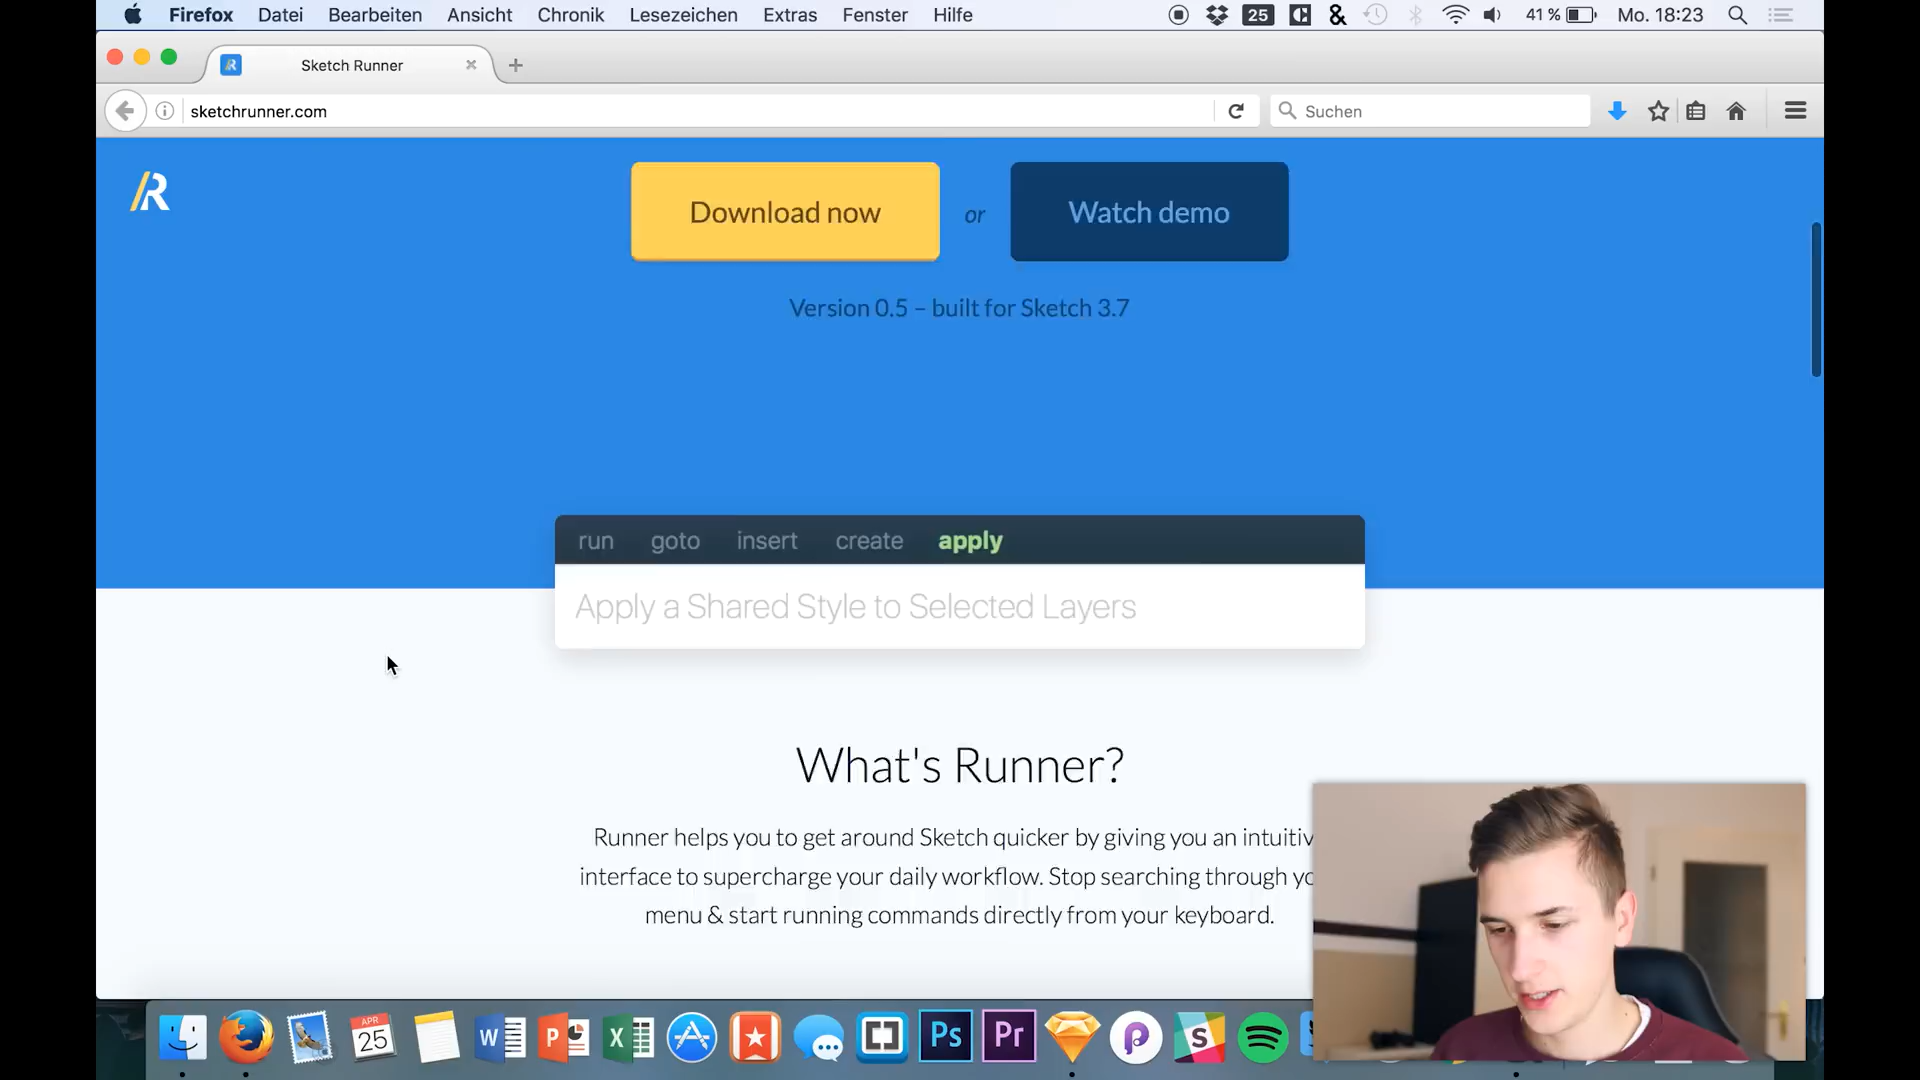 Firefox Datei Bearbeiten Ansicht Chronik Lesezeichen Extras Fenster Hilfe 25 41 % Mo. 18:23
Sketch Runner
sketchrunner.com
Suchen
Download now or Watch demo
Version 0.5 – built for Sketch 3.7
run goto insert create apply
Apply a Shared Style to Selected Layers
What's Runner?
Runner helps you to get around Sketch quicker by giving you an
interface to supercharge your daily workflow. Stop searching through
menu & start running commands directly from your keyboard.
APR
25
W P X Ps Pr